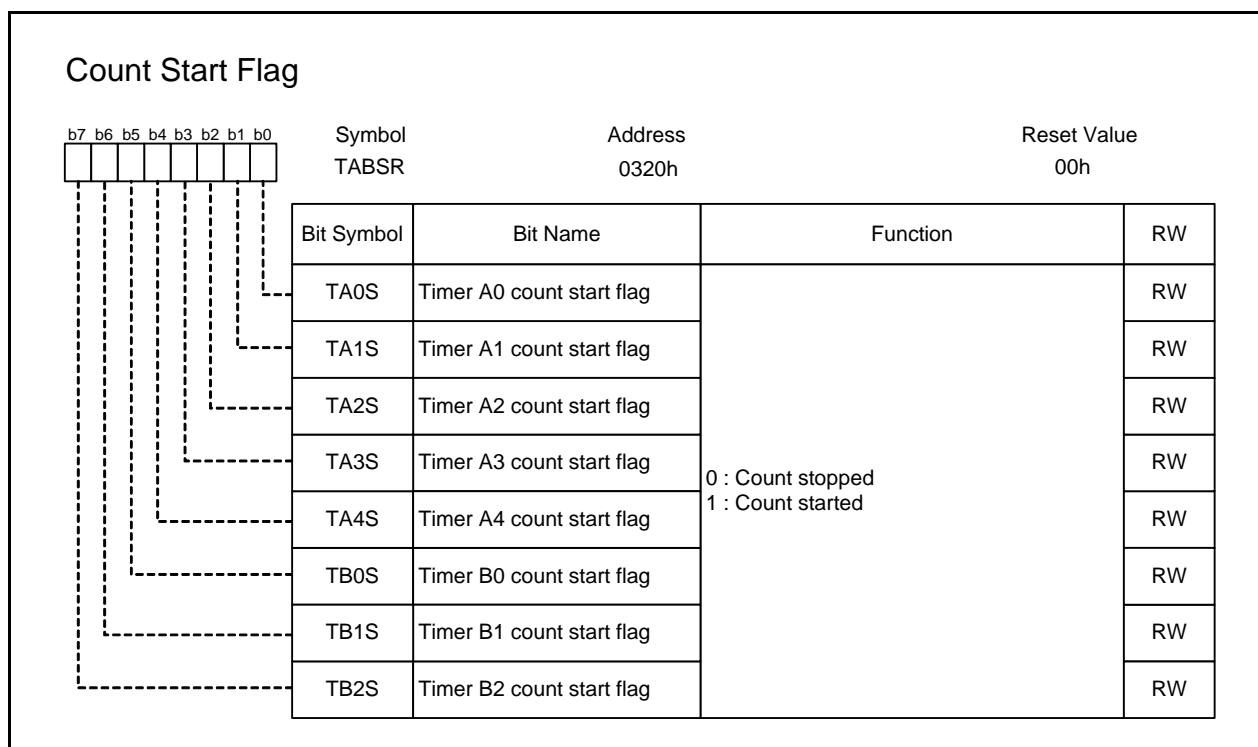 Count Start Flag
b7 b6 b5 b4 b3 b2 b1 b0
Symbol Address Reset Value
TABSR 0320h 00h
Bit Symbol Bit Name Function RW
TA0S Timer A0 count start flag RW
TA1S Timer A1 count start flag RW
TA2S Timer A2 count start flag RW
TA3S Timer A3 count start flag RW
0 : Count stopped
1 : Count started
TA4S Timer A4 count start flag RW
TB0S Timer B0 count start flag RW
TB1S Timer B1 count start flag RW
TB2S Timer B2 count start flag RW